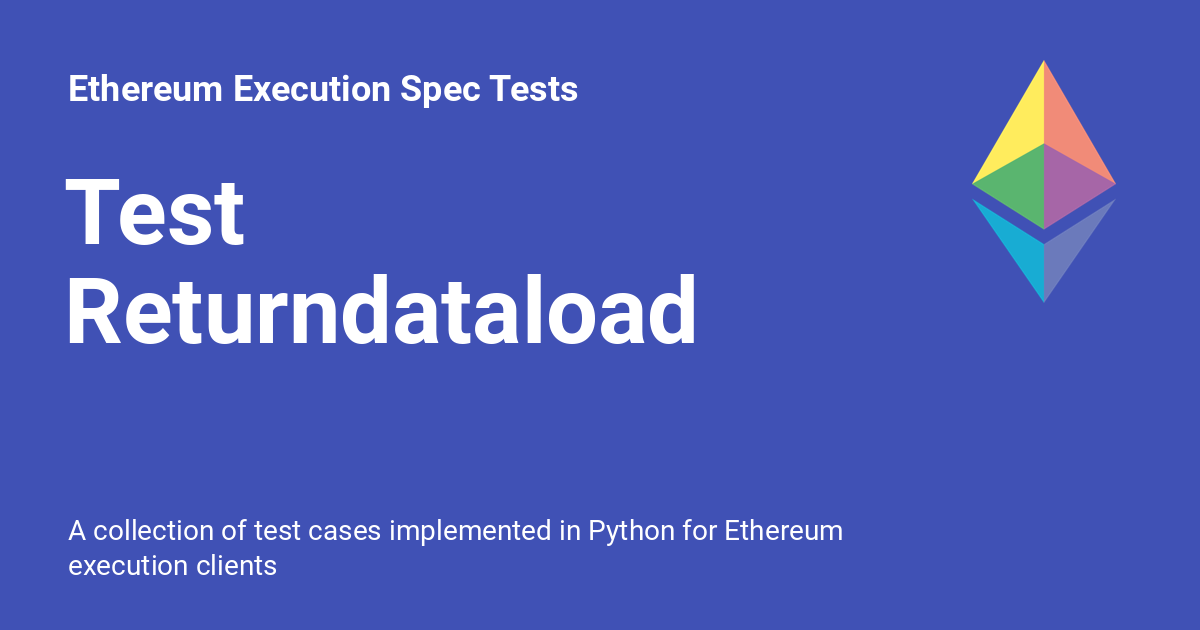 Ethereum Execution Spec Tests
Test
Returndataload
A collection of test cases implemented in Python for Ethereum
execution clients